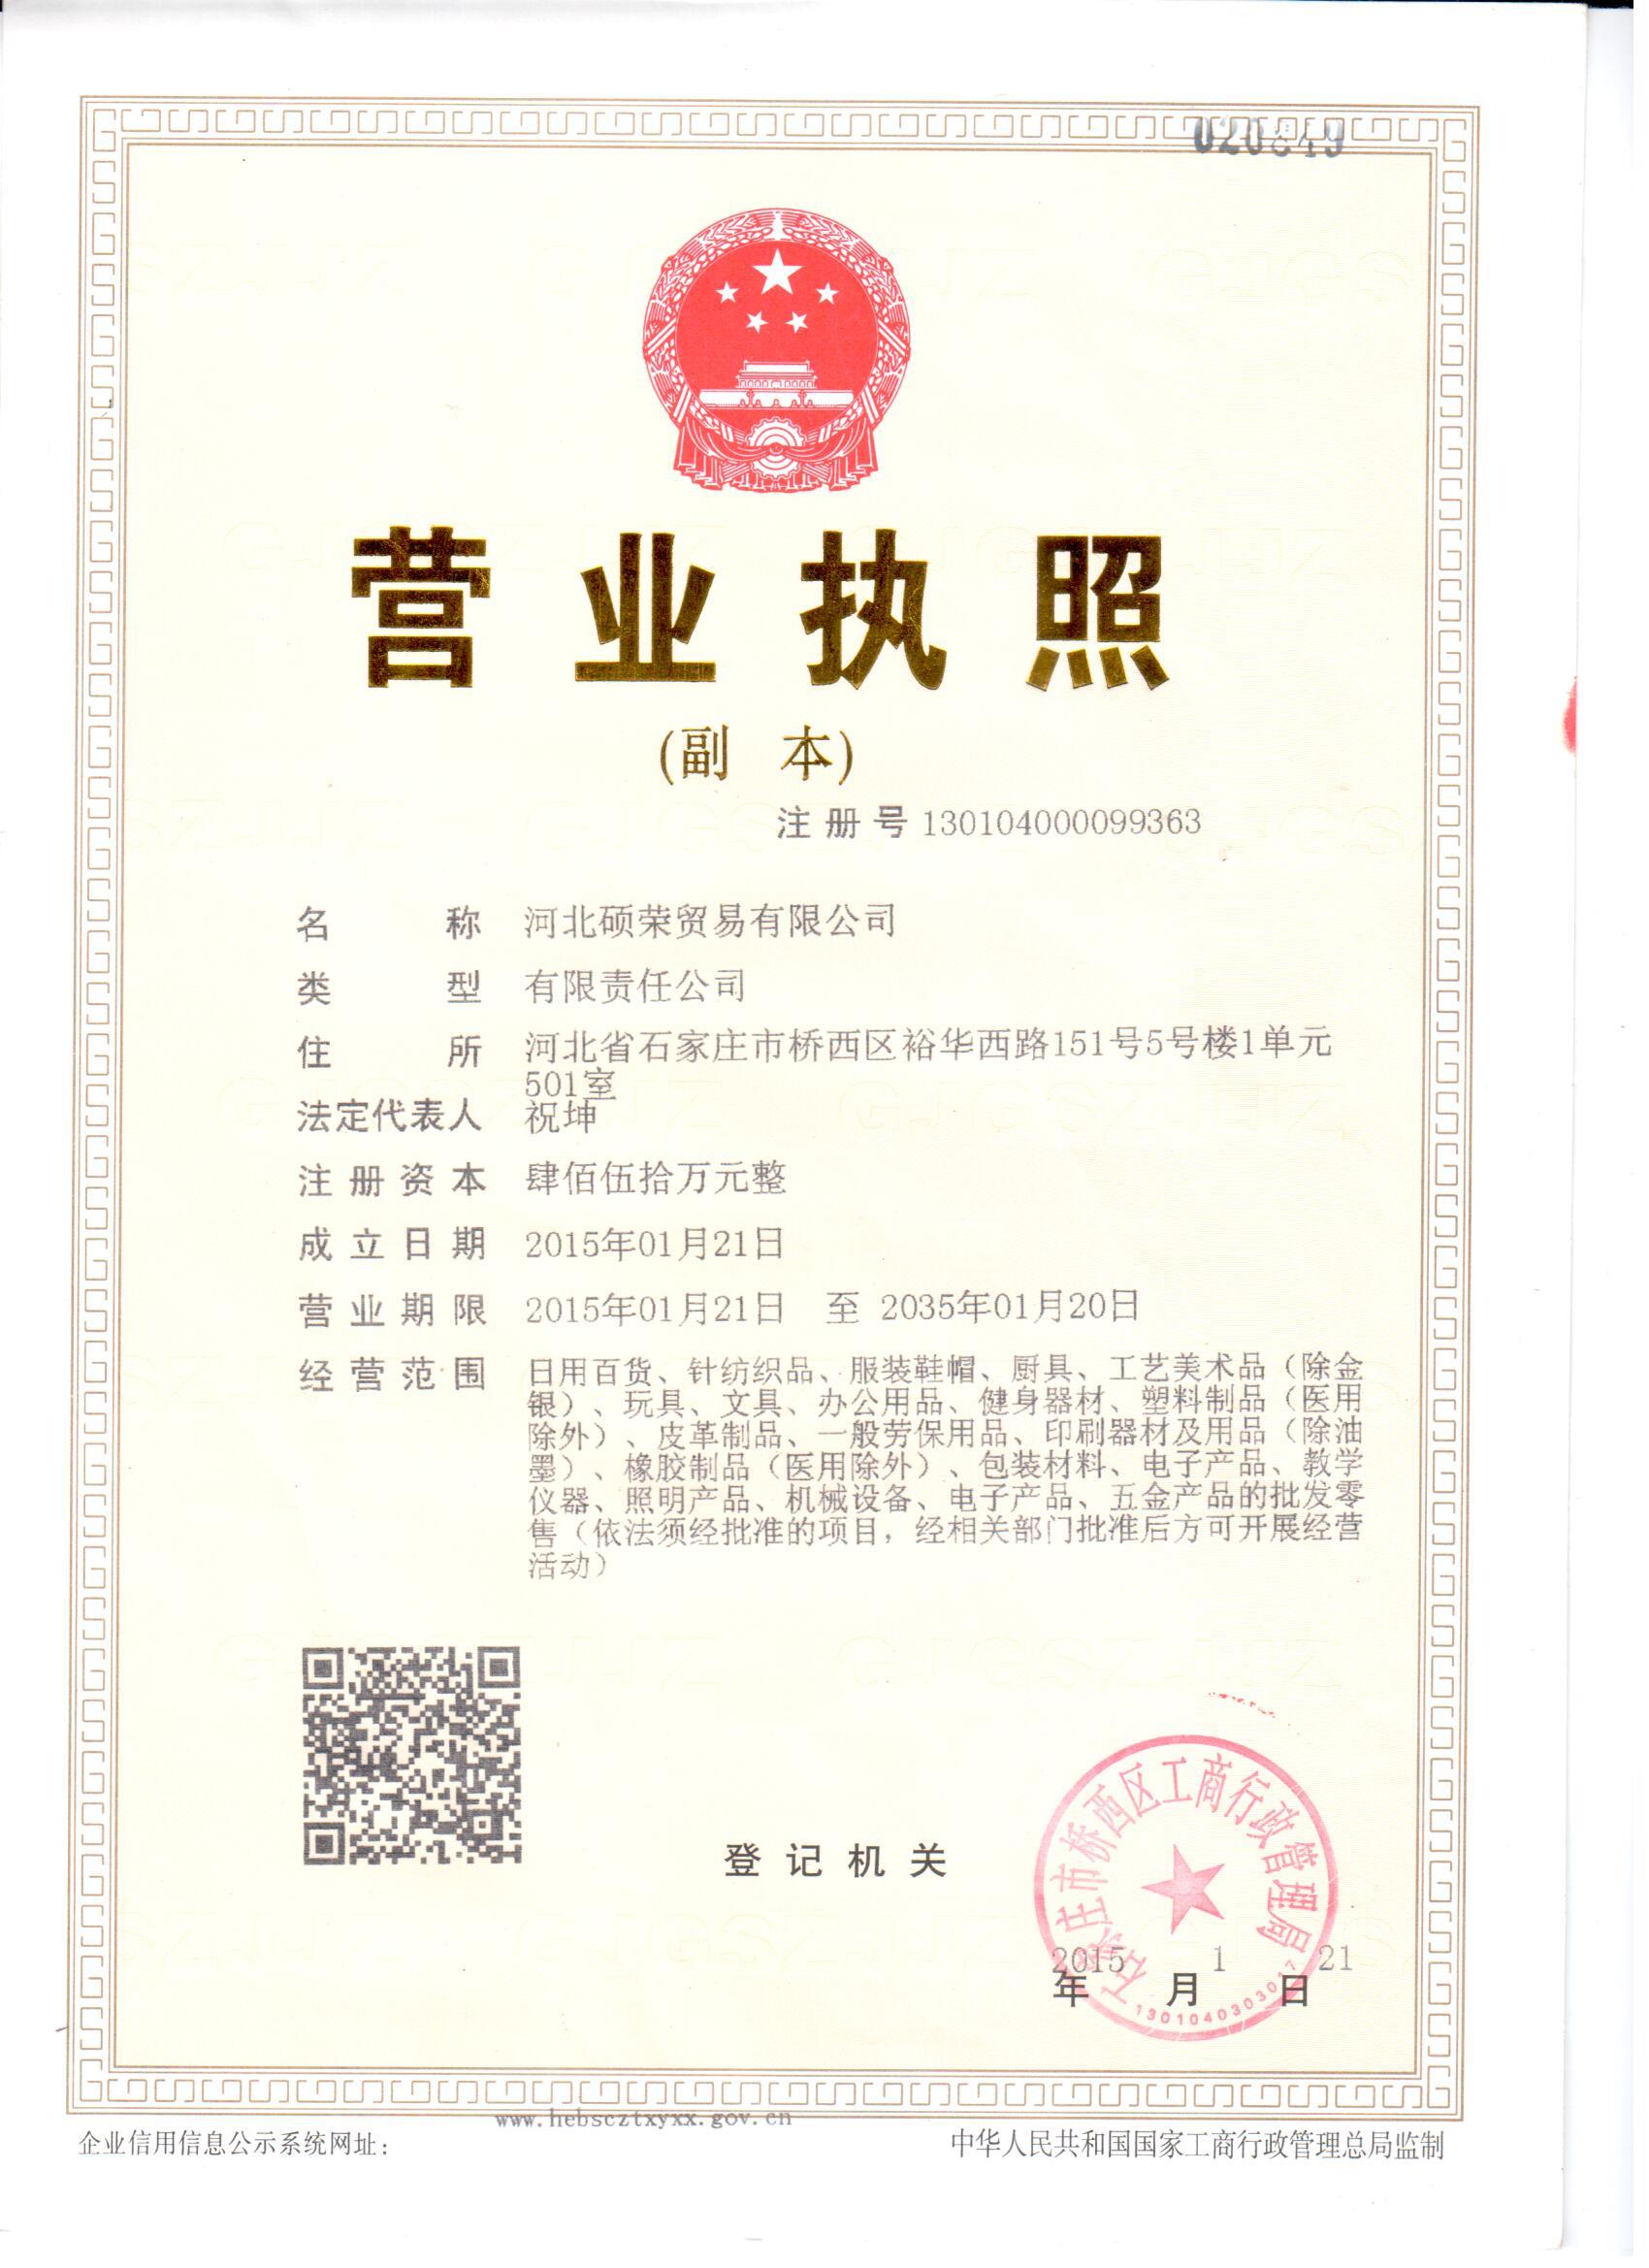 020849
营业执照
(副 本)
注册号 130104000099363
名 称 河北硕荣贸易有限公司
类 型 有限责任公司
住 所 河北省石家庄市桥西区裕华西路151号5号楼1单元
501室
法定代表人 祝坤
注册资本 肆佰伍拾万元整
成立日期 2015年01月21日
营业期限 2015年01月21日 至 2035年01月20日
经营范围 日用百货、针纺织品、服装鞋帽、厨具、工艺美术品（除金
银）、玩具、文具、办公用品、健身器材、塑料制品（医用
除外）、皮革制品、一般劳保用品、印刷器材及用品（除油
墨）、橡胶制品（医用除外）、包装材料、电子产品、教学
仪器、照明产品、机械设备、电子产品、五金产品的批发零
售（依法须经批准的项目，经相关部门批准后方可开展经营
活动）
登记机关
石家庄市桥西区工商行政管理局
2015 1 21
年 月 日
1301040303017
www.hebscztxyxx.gov.cn
企业信用信息公示系统网址：
中华人民共和国国家工商行政管理总局监制